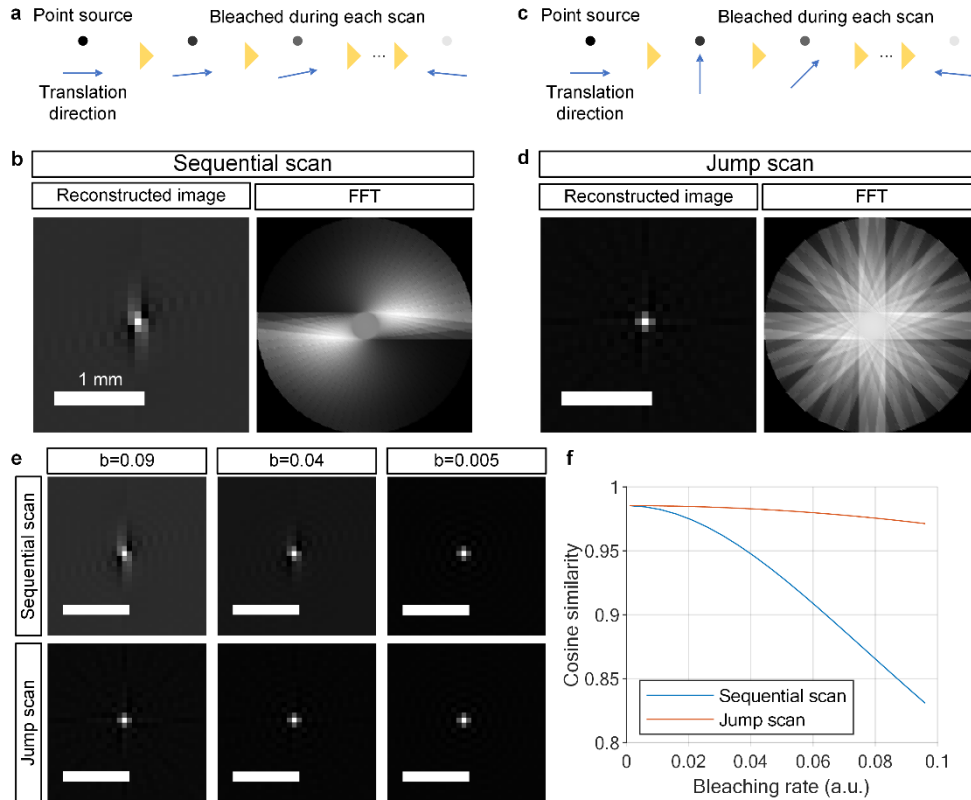 a
Point source
Bleached during each scan
...
Translation
direction
c
Point source
Bleached during each scan
...
Translation
direction
b
Sequential scan
Reconstructed image
FFT
1 mm
d
Jump scan
Reconstructed image
FFT
e
b=0.09
b=0.04
b=0.005
Sequential scan
Jump scan
f
1
0.95
0.9
0.85
0.8
Cosine similarity
Sequential scan
Jump scan
0
0.02
0.04
0.06
0.08
0.1
Bleaching rate (a.u.)